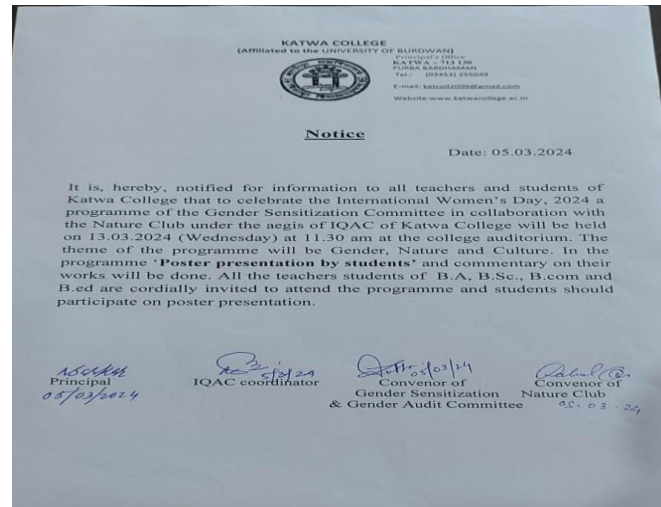 KATWA COLLEGE
(Affiliated to the UNIVERSITY OF BURDWAN)
Principal's Office
KATWA – 713 130
PURBA BARDHAMAN
Tel.: (03453) 255049
E-mail: katcoll2009@gmail.com
Website:www.katwacollege.ac.in
Notice
Date: 05.03.2024
It is, hereby, notified for information to all teachers and students of
Katwa College that to celebrate the International Women's Day, 2024 a
programme of the Gender Sensitization Committee in collaboration with
the Nature Club under the aegis of IQAC of Katwa College will be held
on 13.03.2024 (Wednesday) at 11.30 am at the college auditorium. The
theme of the programme will be Gender, Nature and Culture. In the
programme 'Poster presentation by students' and commentary on their
works will be done. All the teachers students of B.A, B.Sc., B.com and
B.ed are cordially invited to attend the programme and students should
participate on poster presentation.
5/3/24 05/03/24
Principal IQAC coordinator Convenor of Convenor of
05/03/2024 Gender Sensitization Nature Club
& Gender Audit Committee 05.03.24